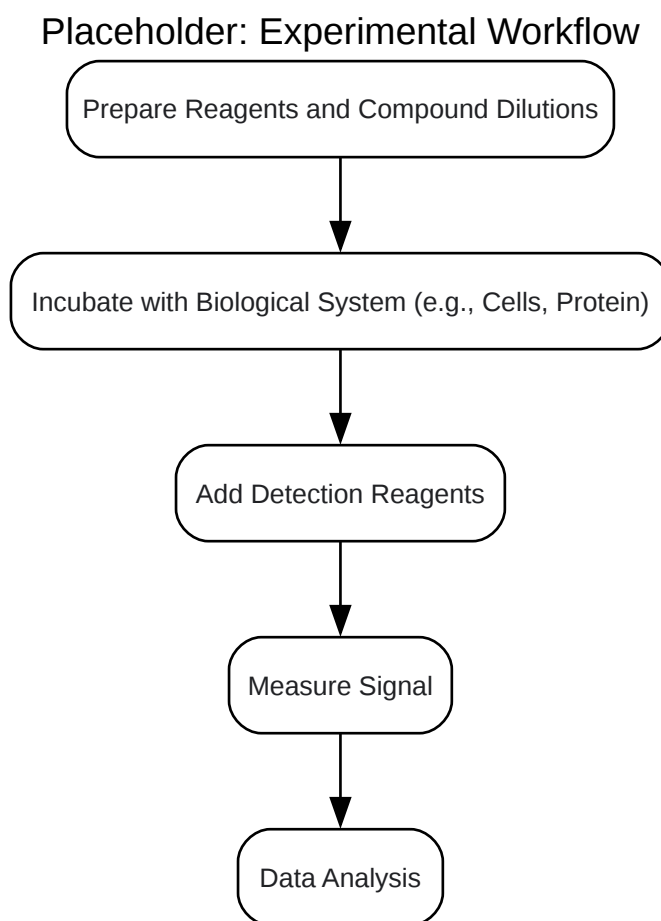 Placeholder: Experimental Workflow
Prepare Reagents and Compound Dilutions
Incubate with Biological System (e.g., Cells, Protein)
Add Detection Reagents
Measure Signal
Data Analysis